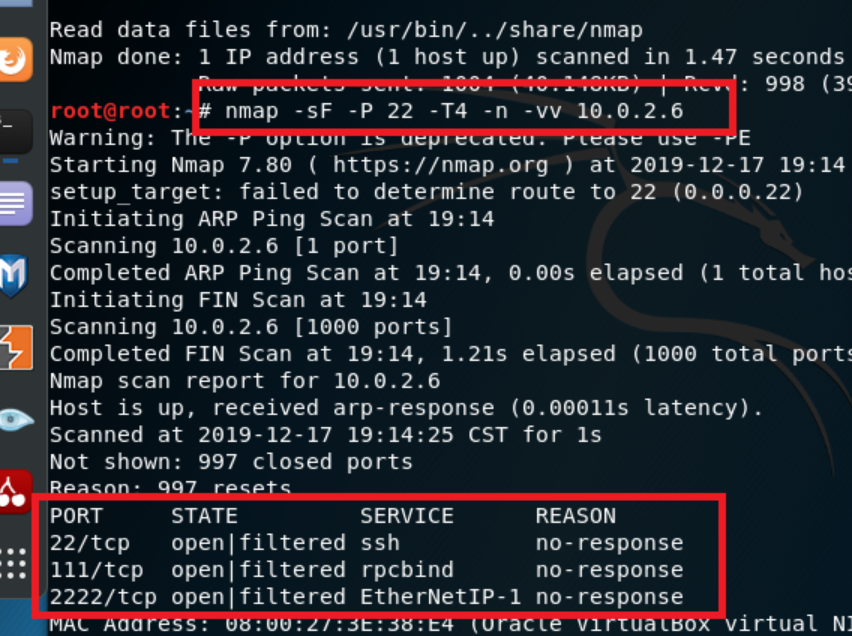 Read data files from: /usr/bin/../share/nmap
Nmap done: 1 IP address (1 host up) scanned in 1.47 seconds
Raw packets sent: 1004 (40.148KB) | Rcvd: 998 (39
root@root:~# nmap -sF -P 22 -T4 -n -vv 10.0.2.6
Warning: The -P option is deprecated. Please use -PE
Starting Nmap 7.80 ( https://nmap.org ) at 2019-12-17 19:14
setup_target: failed to determine route to 22 (0.0.0.22)
Initiating ARP Ping Scan at 19:14
Scanning 10.0.2.6 [1 port]
Completed ARP Ping Scan at 19:14, 0.00s elapsed (1 total hos
Initiating FIN Scan at 19:14
Scanning 10.0.2.6 [1000 ports]
Completed FIN Scan at 19:14, 1.21s elapsed (1000 total ports
Nmap scan report for 10.0.2.6
Host is up, received arp-response (0.00011s latency).
Scanned at 2019-12-17 19:14:25 CST for 1s
Not shown: 997 closed ports
Reason: 997 resets
PORT STATE SERVICE REASON
22/tcp open|filtered ssh no-response
111/tcp open|filtered rpcbind no-response
2222/tcp open|filtered EtherNetIP-1 no-response
MAC Address: 08:00:27:3E:38:E4 (Oracle VirtualBox virtual NI